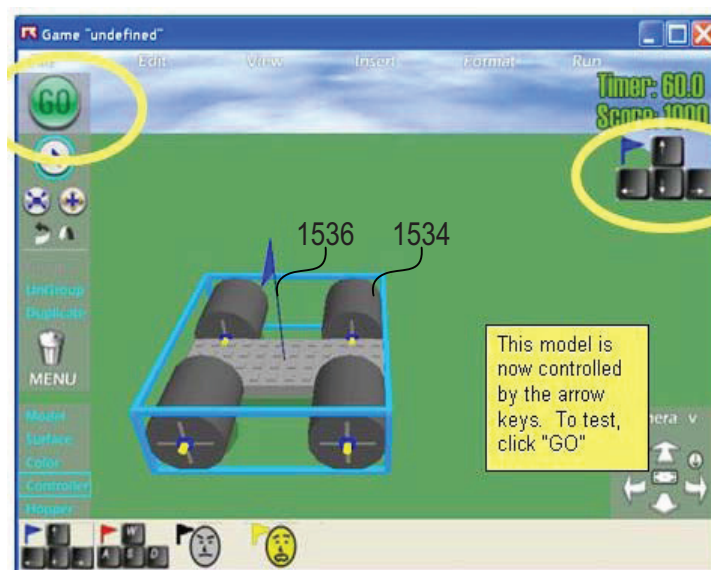 Game "undefined"
Edit View Insert Format Run
GO
Timer: 60.0
Score: 1000
1536 1534
UnGroup
Duplicate
MENU
This model is
now controlled
by the arrow
keys. To test,
click "GO"
Model
Surface
Color
Controller
Hopper
v
W
A S D